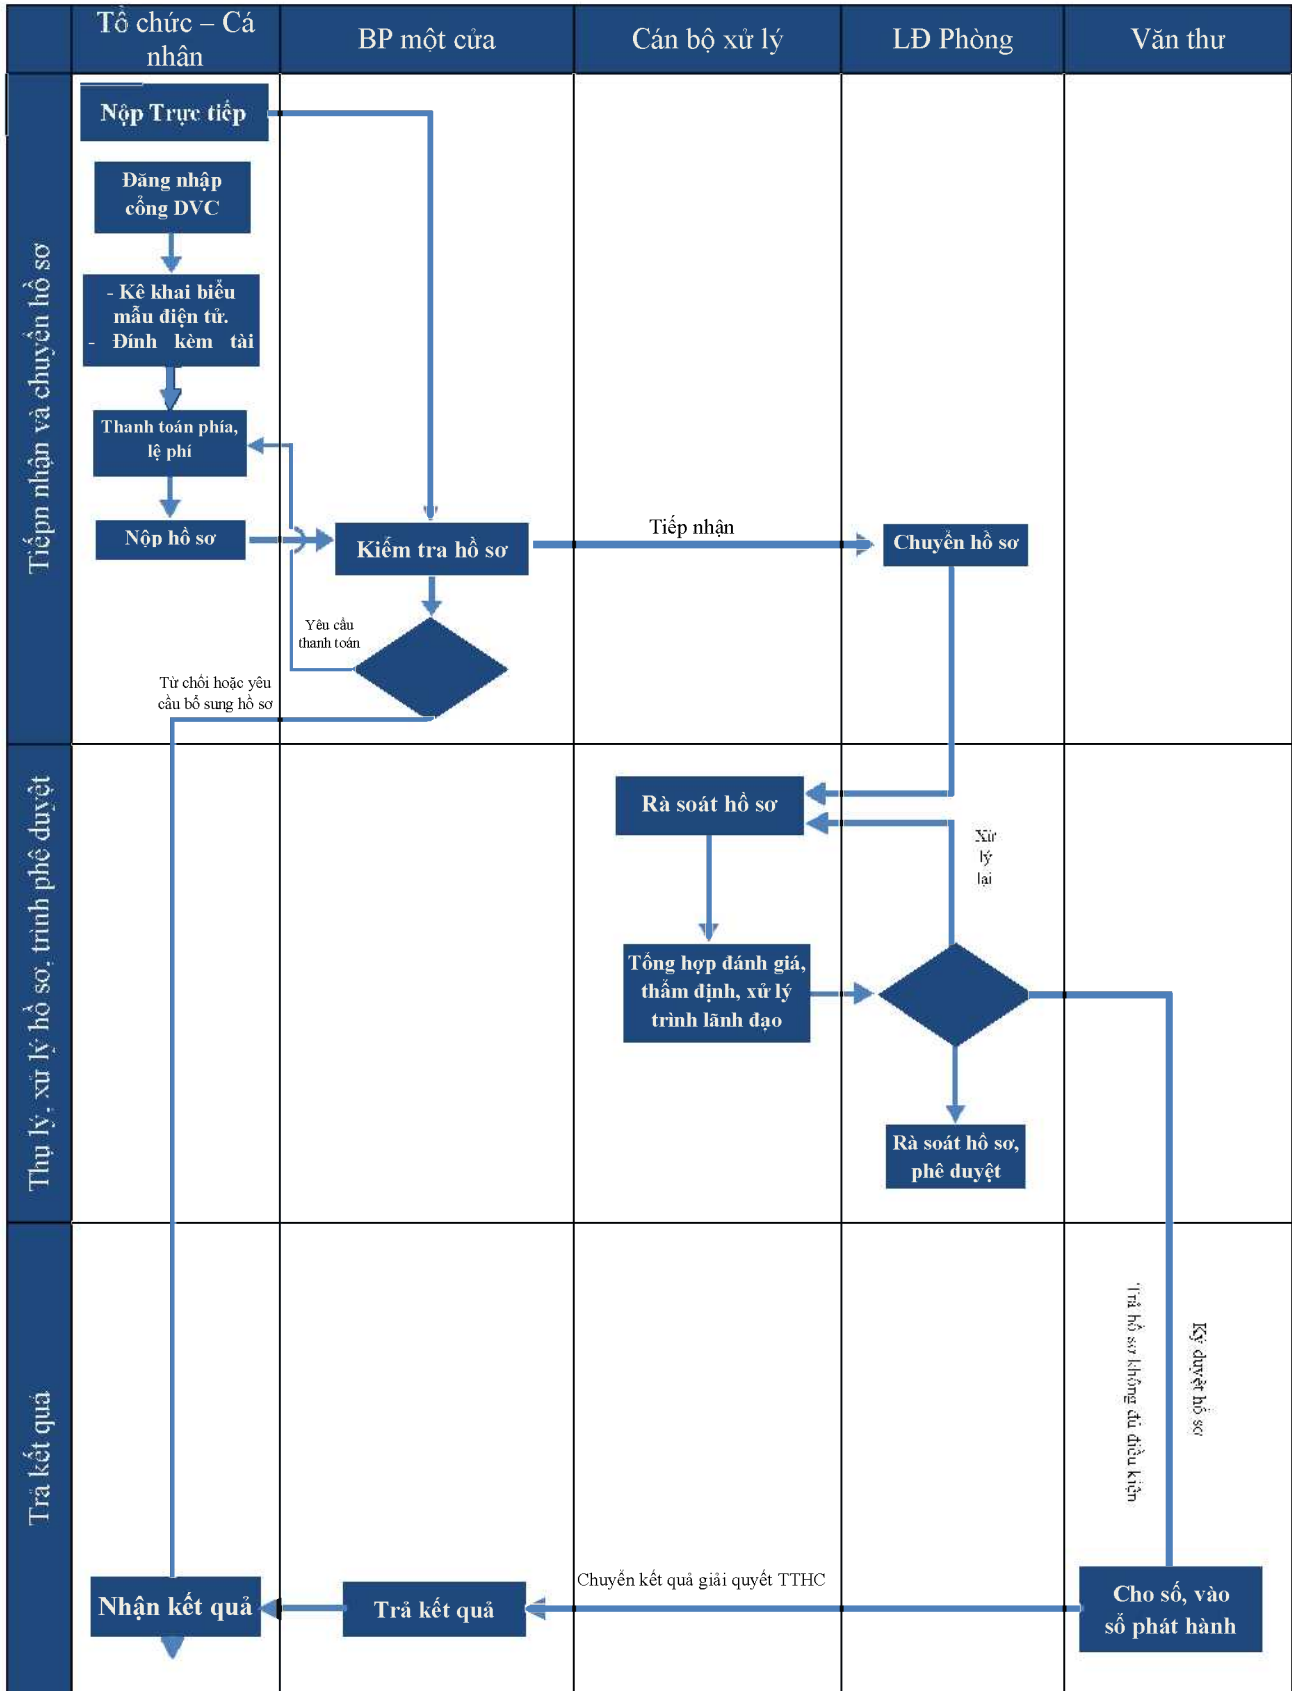 Tổ chức – Cá
nhân
BP một cửa
Cán bộ xử lý
LĐ Phòng
Văn thư
Tiếpn nhận và chuyển hồ sơ
Nộp Trực tiếp
Đăng nhập
cổng DVC
- Kê khai biểu
mẫu điện tử.
- Đính kèm tài
Thanh toán phía,
lệ phí
Nộp hồ sơ
Kiểm tra hồ sơ
Tiếp nhận
Chuyển hồ sơ
Yêu cầu
thanh toán
Từ chối hoặc yêu
cầu bổ sung hồ sơ
Thụ lý, xử lý hồ sơ, trình phê duyệt
Rà soát hồ sơ
Xử
lý
lại
Tổng hợp đánh giá,
thẩm định, xử lý
trình lãnh đạo
Rà soát hồ sơ,
phê duyệt
Trả kết quả
Trả hồ sơ không đủ điều kiện
Ký duyệt hồ sơ
Chuyển kết quả giải quyết TTHC
Nhận kết quả
Trả kết quả
Cho số, vào
sổ phát hành